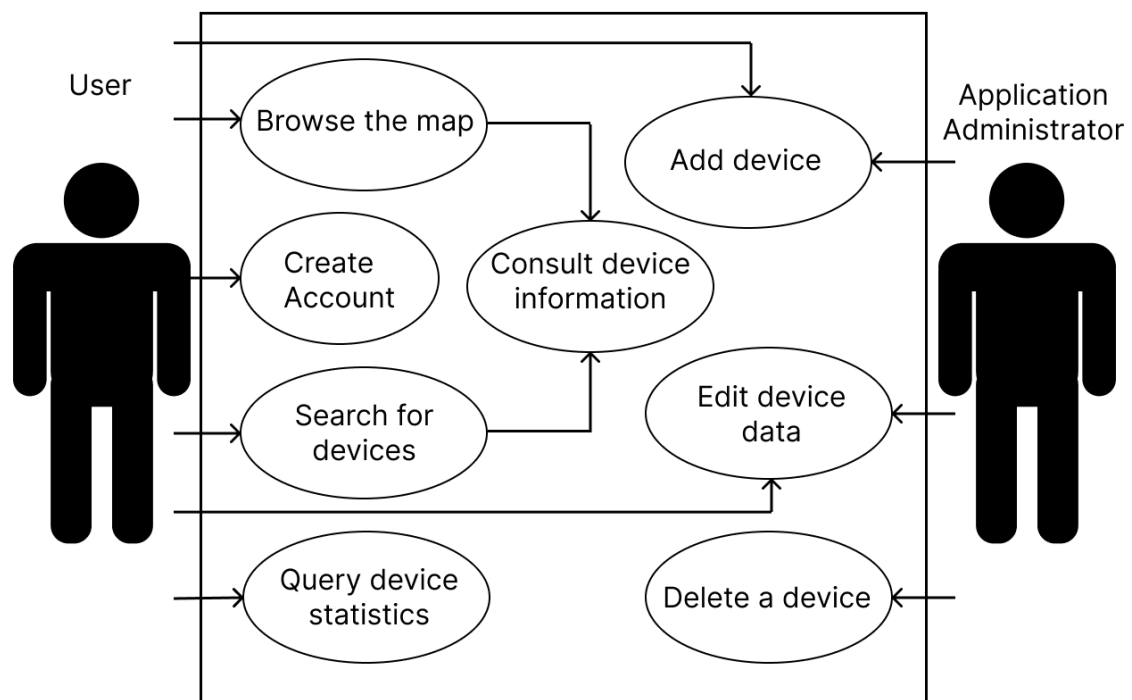 User
Browse the map
Application
Administrator
Add device
Create
Account
Consult device
information
Search for
devices
Edit device
data
Query device
statistics
Delete a device